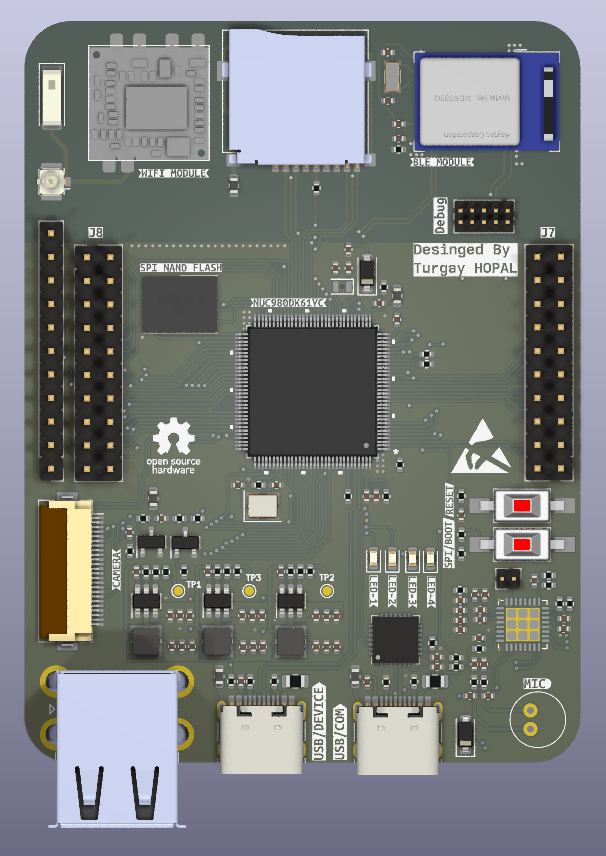 WIFI MODULE
BLE MODULE
Debug
J8
J7
Desinged By
Turgay HOPAL
SPI NAND FLASH
NUC980DK61YC
open source
hardware
SPI/BOOT/RESET
CAMERA
TP1
TP3
TP2
LED-1
LED-2
LED-3
LED-4
USB/DEVICE
USB/COM
MIC